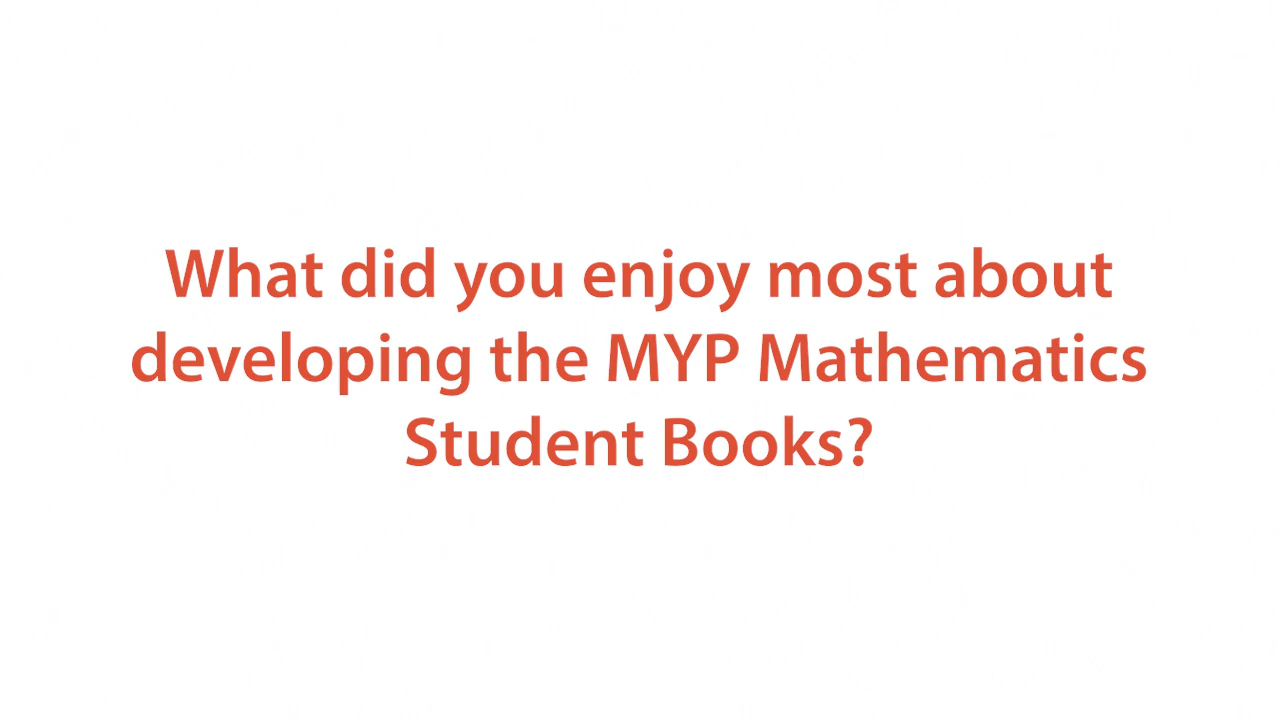 What did you enjoy most about
developing the MYP Mathematics
Student Books?